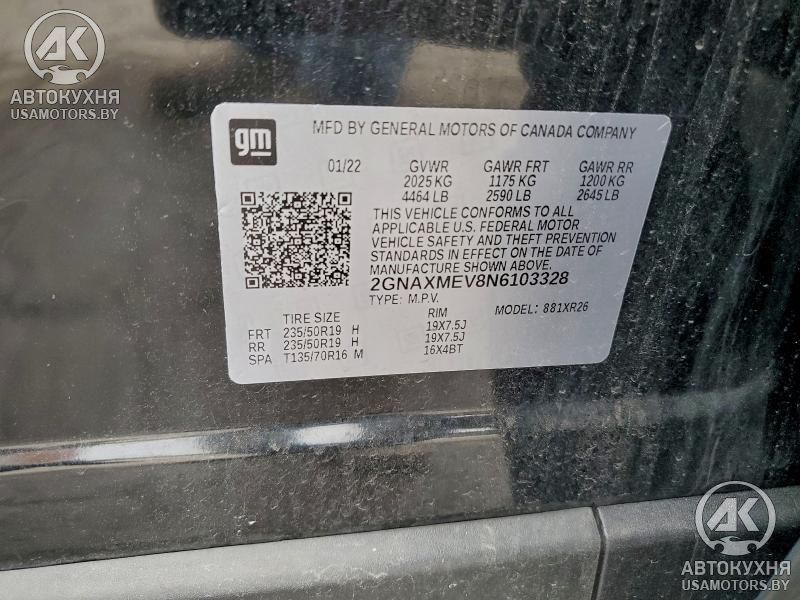 AK
АВТОКУХНЯ
USAMOTORS.BY
gm
MFD BY GENERAL MOTORS OF CANADA COMPANY
01/22 GVWR GAWR FRT GAWR RR
2025 KG 1175 KG 1200 KG
4464 LB 2590 LB 2645 LB
THIS VEHICLE CONFORMS TO ALL
APPLICABLE U.S. FEDERAL MOTOR
VEHICLE SAFETY AND THEFT PREVENTION
STANDARDS IN EFFECT ON THE DATE OF
MANUFACTURE SHOWN ABOVE.
2GNAXMEV8N6103328
TYPE: M.P.V. MODEL: 881XR26
TIRE SIZE RIM
FRT 235/50R19 H 19X7.5J
RR 235/50R19 H 19X7.5J
SPA T135/70R16 M 16X4BT
AK
АВТОКУХНЯ
USAMOTORS.BY